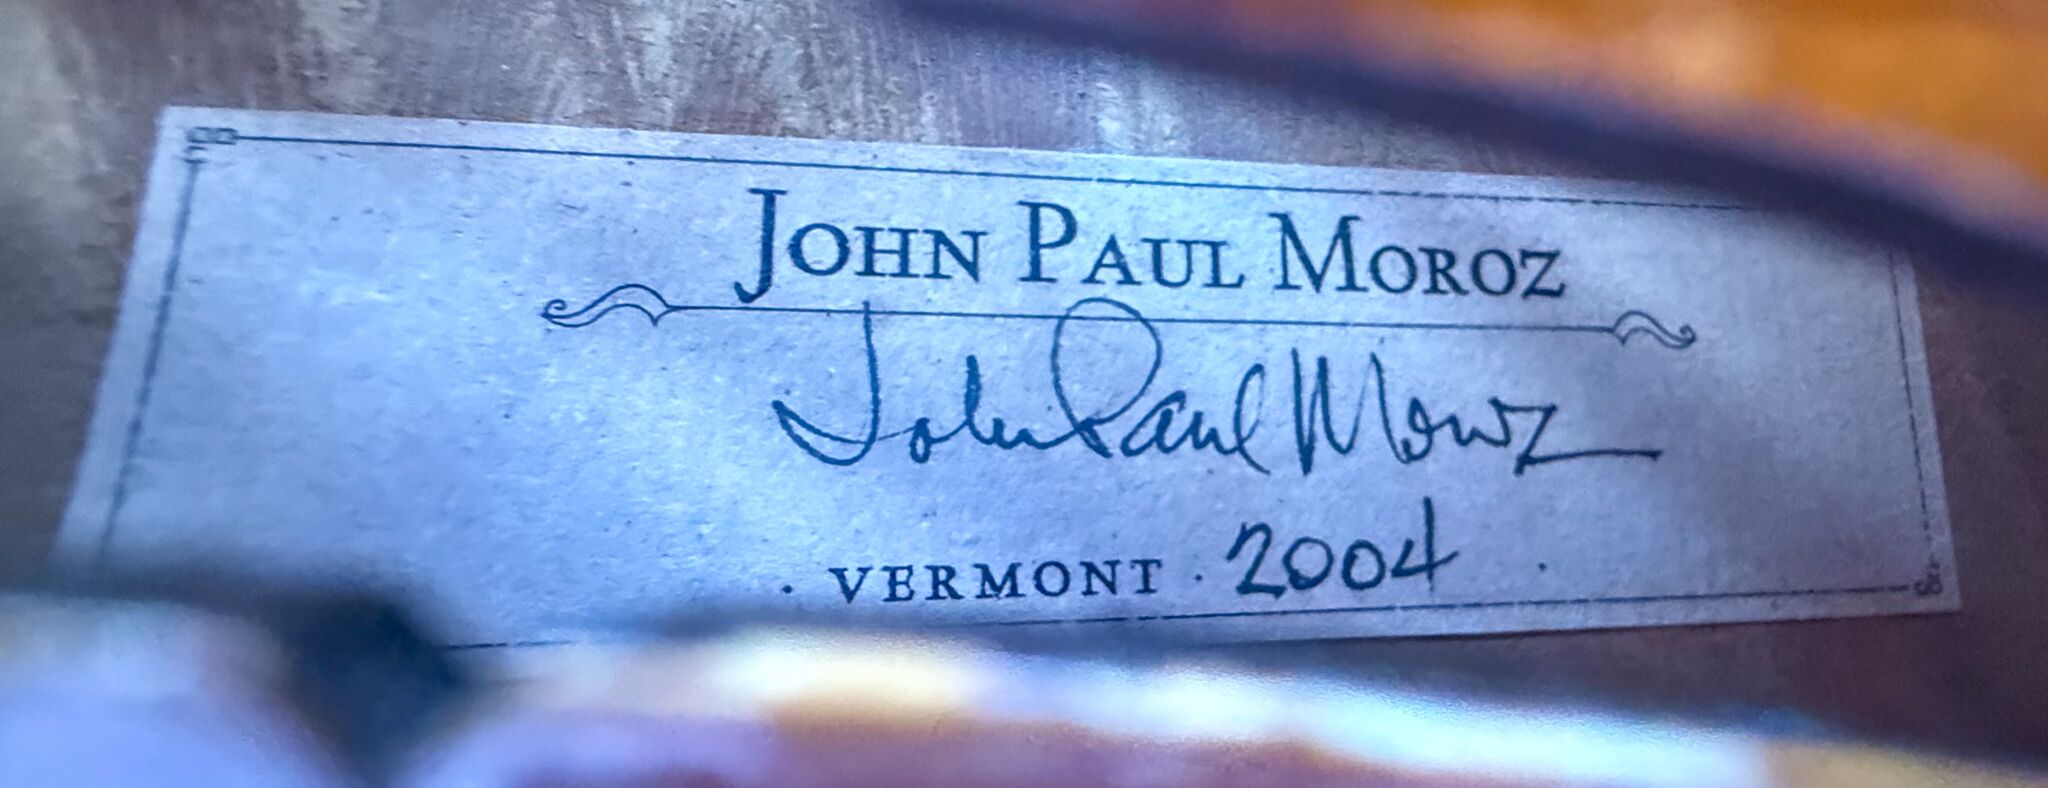 JOHN PAUL MOROZ
John Paul Moroz
· VERMONT · 2004 ·